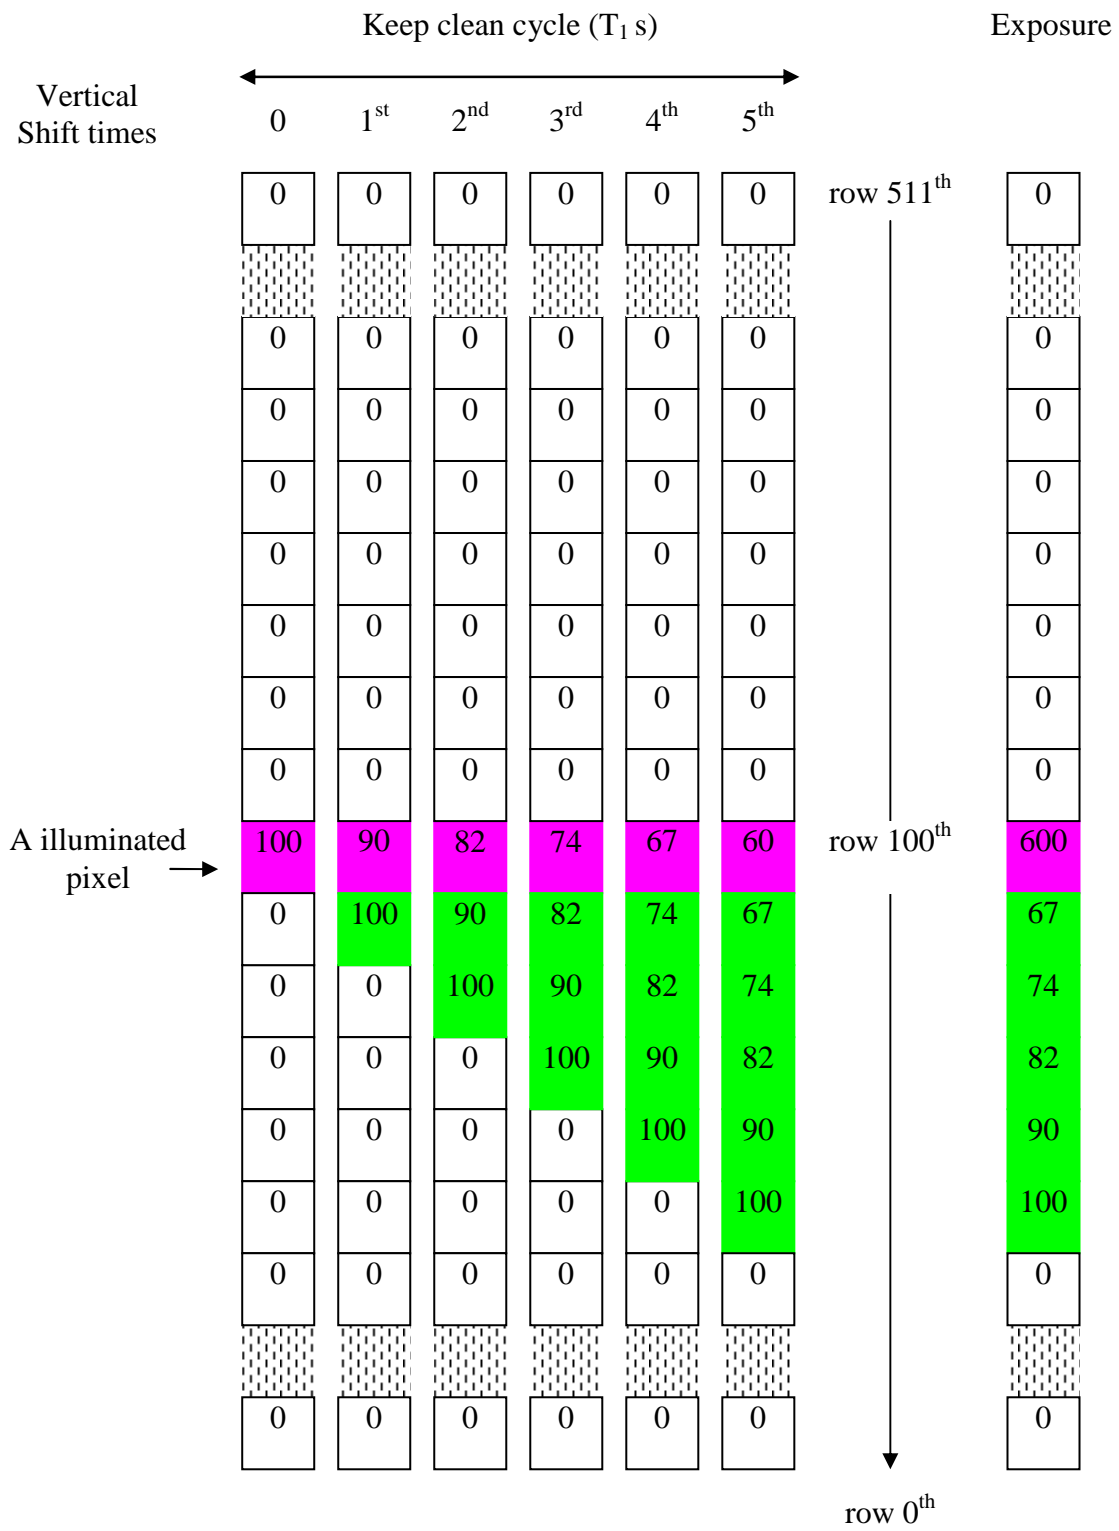 Keep clean cycle (T₁ s) Exposure
Vertical
Shift times 0 1ˢᵗ 2ⁿᵈ 3ʳᵈ 4ᵗʰ 5ᵗʰ
0 0 0 0 0 0 row 511ᵗʰ 0
0 0 0 0 0 0 0
0 0 0 0 0 0 0
0 0 0 0 0 0 0
0 0 0 0 0 0 0
0 0 0 0 0 0 0
0 0 0 0 0 0 0
0 0 0 0 0 0 0
A illuminated
pixel
100 90 82 74 67 60 row 100ᵗʰ 600
0 100 90 82 74 67 67
0 0 100 90 82 74 74
0 0 0 100 90 82 82
0 0 0 0 100 90 90
0 0 0 0 0 100 100
0 0 0 0 0 0 0
0 0 0 0 0 0 0
row 0ᵗʰ